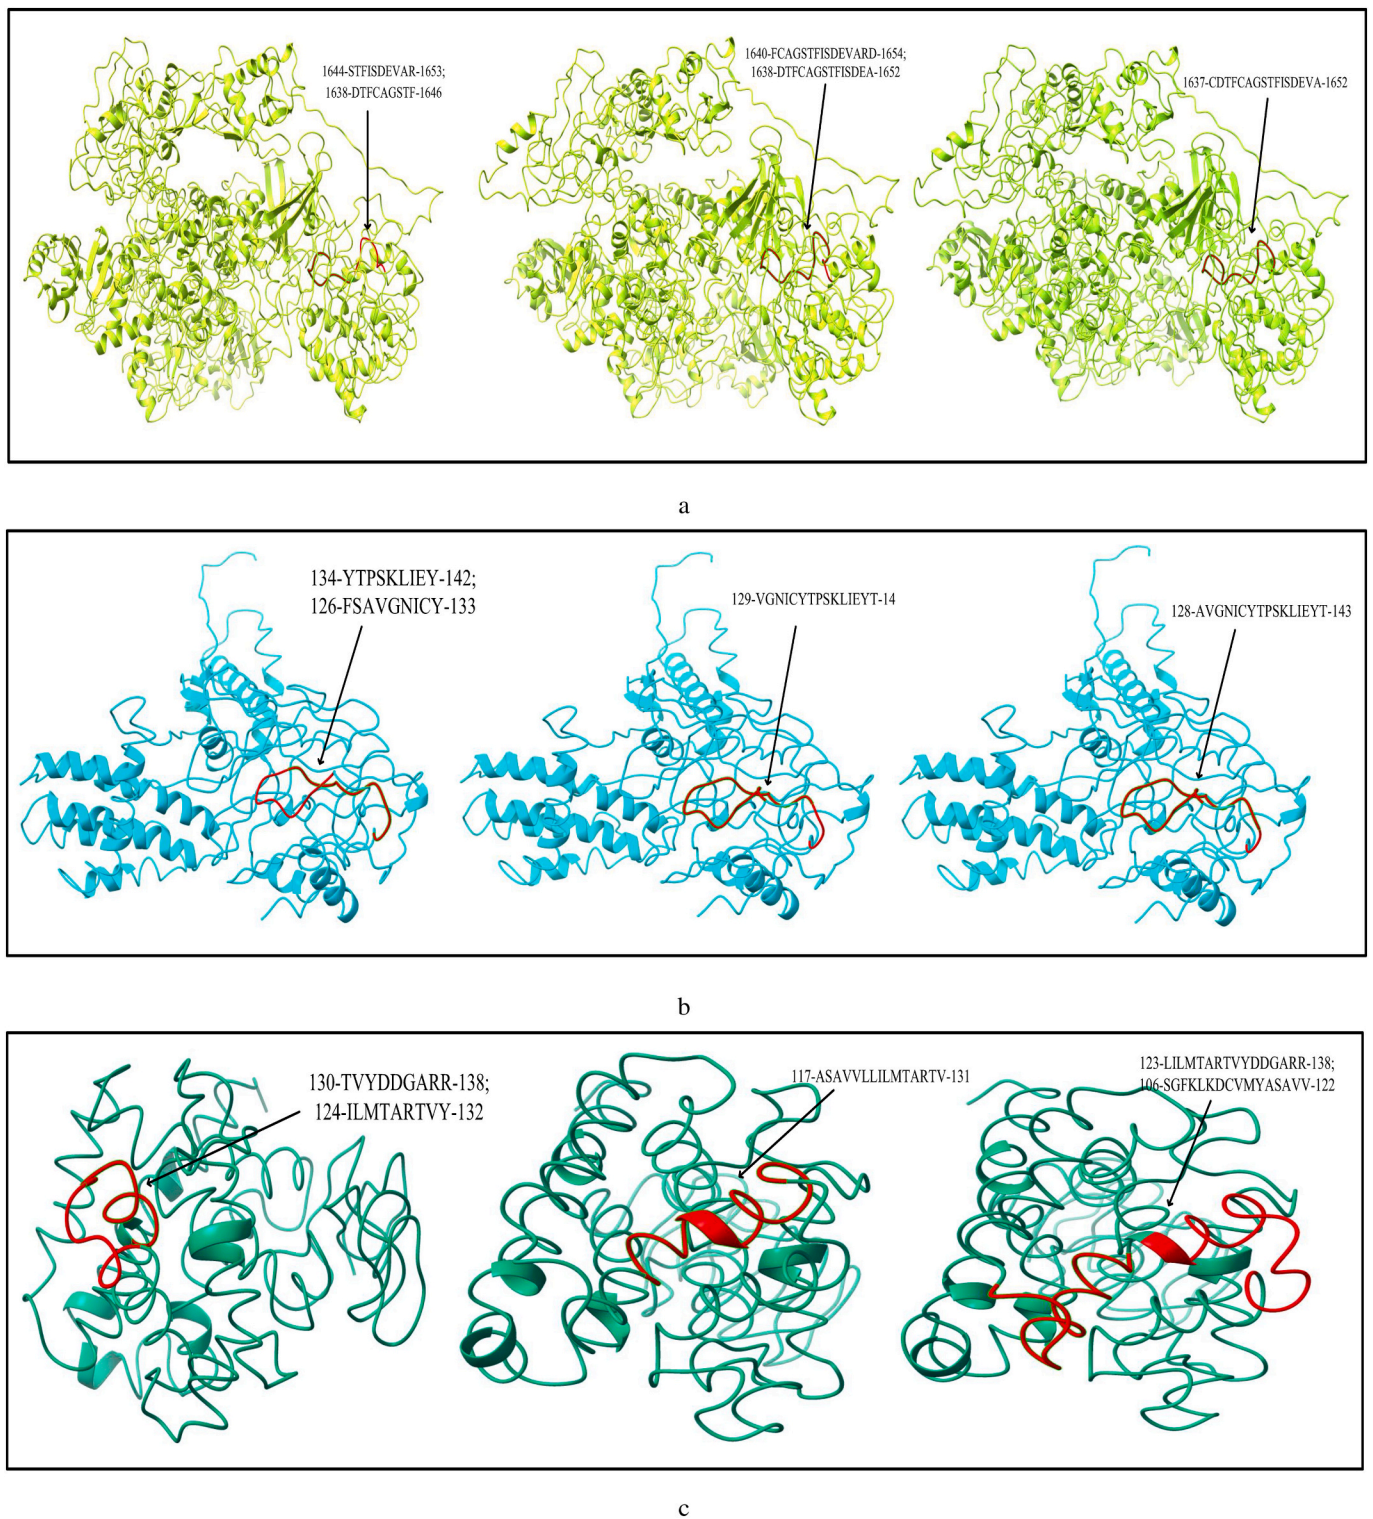 1644-STFISDEVAR-1653;
1638-DTFCAGSTF-1646
1640-FCAGSTFISDEVARD-1654;
1638-DTFCAGSTFISDEA-1652
1637-CDTFCAGSTFISDEVA-1652
a
134-YTPSKLIEY-142;
126-FSAVGNICY-133
129-VGNICYTPSKLIEYT-14
128-AVGNICYTPSKLIEYT-143
b
130-TVYDDGARR-138;
124-ILMTARTVY-132
117-ASAVVLLILMTARTV-131
123-LILMTARTVYDDGARR-138;
106-SGFKLKDCVMYASAVV-122
c